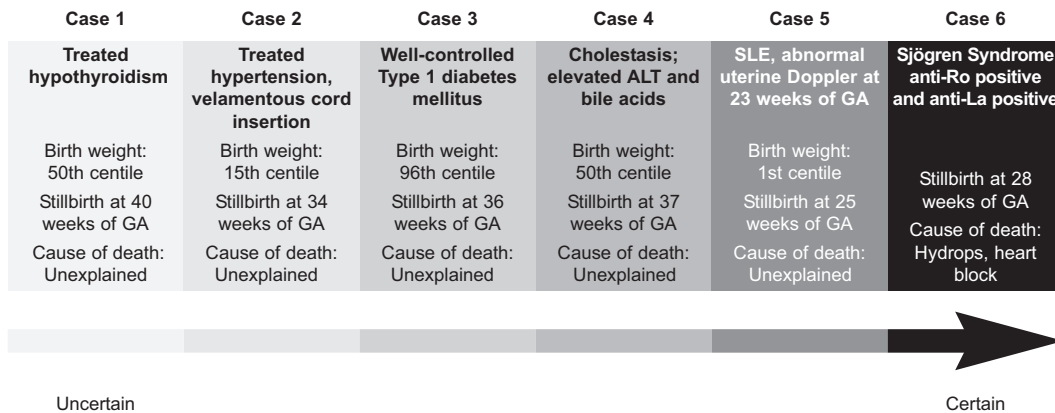 Case 1
Case 2
Case 3
Case 4
Case 5
Case 6
Treated
hypothyroidism
Birth weight:
50th centile
Stillbirth at 40
weeks of GA
Cause of death:
Unexplained
Treated
hypertension,
velamentous cord
insertion
Birth weight:
15th centile
Stillbirth at 34
weeks of GA
Cause of death:
Unexplained
Well-controlled
Type 1 diabetes
mellitus
Birth weight:
96th centile
Stillbirth at 36
weeks of GA
Cause of death:
Unexplained
Cholestasis;
elevated ALT and
bile acids
Birth weight:
50th centile
Stillbirth at 37
weeks of GA
Cause of death:
Unexplained
SLE, abnormal
uterine Doppler at
23 weeks of GA
Birth weight:
1st centile
Stillbirth at 25
weeks of GA
Cause of death:
Unexplained
Sjögren Syndrome
anti-Ro positive
and anti-La positive
Stillbirth at 28
weeks of GA
Cause of death:
Hydrops, heart
block
Uncertain
Certain